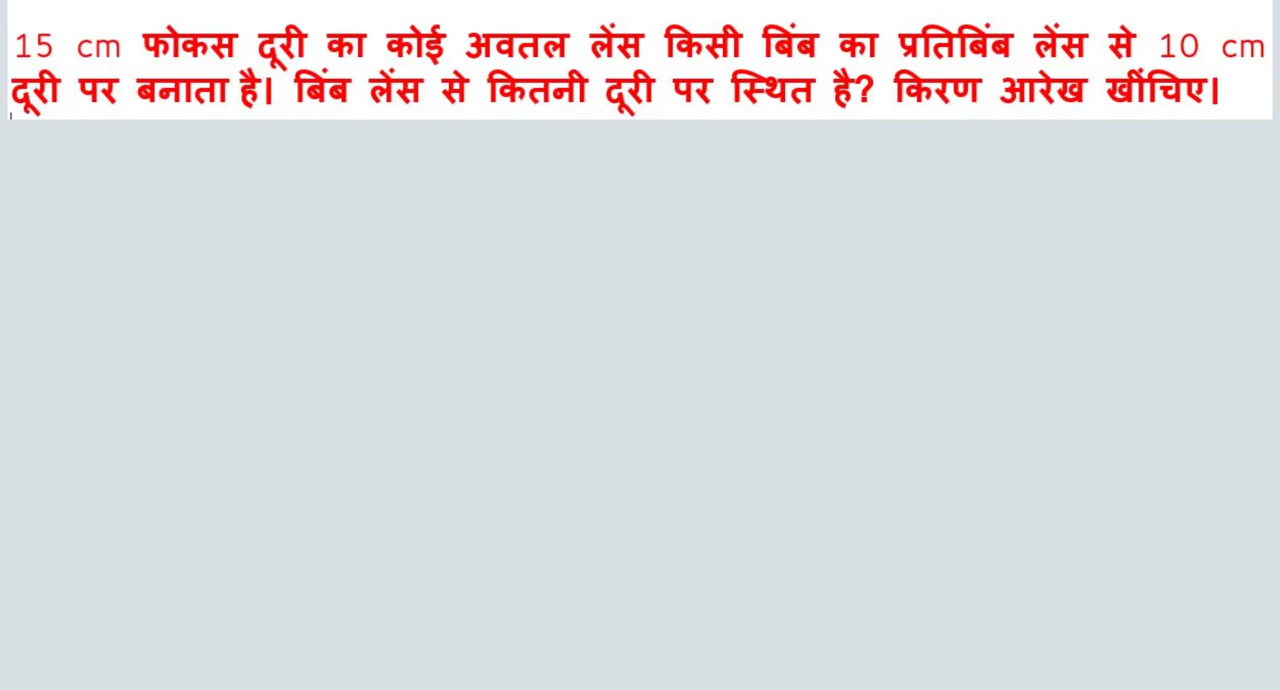 15 cm फोकस दूरी का कोई अवतल लेंस किसी बिंब का प्रतिबिंब लेंस से 10 cm
दूरी पर बनाता है। बिंब लेंस से कितनी दूरी पर स्थित है? किरण आरेख खींचिए।